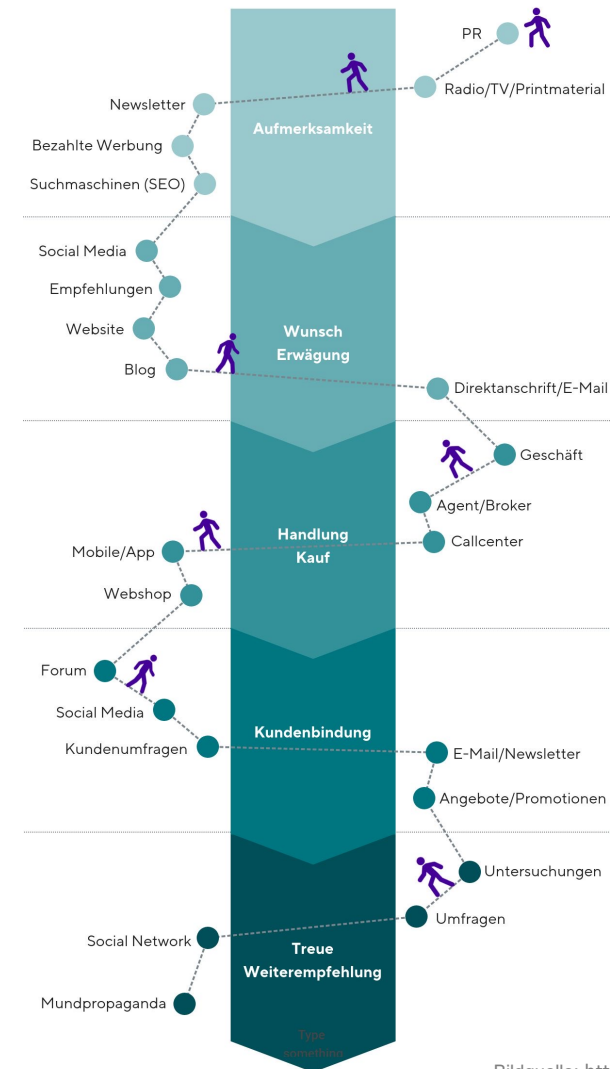 PR
Radio/TV/Printmaterial
Newsletter
Aufmerksamkeit
Bezahlte Werbung
Suchmaschinen (SEO)
Social Media
Empfehlungen
Website
Wunsch
Erwägung
Blog
Direktanschrift/E-Mail
Geschäft
Agent/Broker
Handlung
Kauf
Callcenter
Mobile/App
Webshop
Forum
Social Media
Kundenbindung
Kundenumfragen
E-Mail/Newsletter
Angebote/Promotionen
Untersuchungen
Umfragen
Social Network
Treue
Weiterempfehlung
Mundpropaganda
Type
something